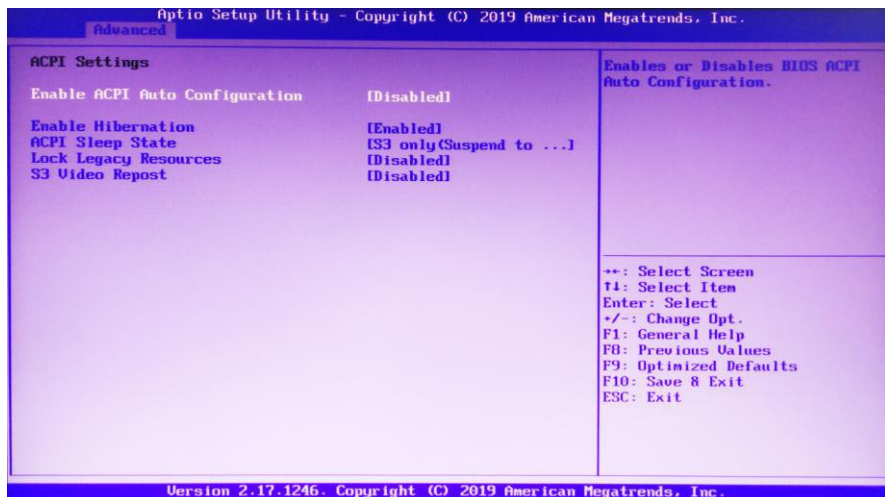 Aptio Setup Utility - Copyright (C) 2019 American Megatrends, Inc.
Advanced
ACPI Settings
Enable ACPI Auto Configuration [Disabled]
Enable Hibernation [Enabled]
ACPI Sleep State [S3 only(Suspend to ...]
Lock Legacy Resources [Disabled]
S3 Video Repost [Disabled]
Enables or Disables BIOS ACPI
Auto Configuration.
→←: Select Screen
↑↓: Select Item
Enter: Select
+/-: Change Opt.
F1: General Help
F8: Previous Values
F9: Optimized Defaults
F10: Save & Exit
ESC: Exit
Version 2.17.1246. Copyright (C) 2019 American Megatrends, Inc.